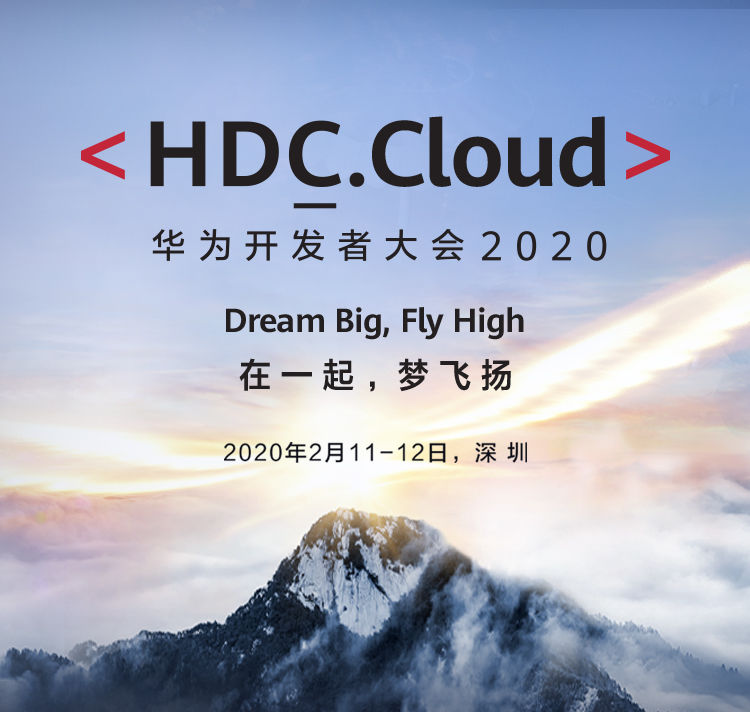 <HDC.Cloud>
华为开发者大会2020
Dream Big, Fly High
在一起，梦飞扬
2020年2月11-12日，深圳